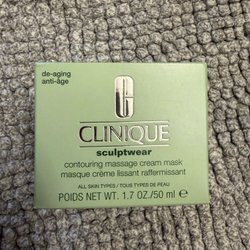 de-aging
anti-âge
CLINIQUE
sculptwear
contouring massage cream mask
masque crème lissant raffermissant
ALL SKIN TYPES / TOUS TYPES DE PEAU
POIDS NET WT. 1.7 OZ./50 ml ℮